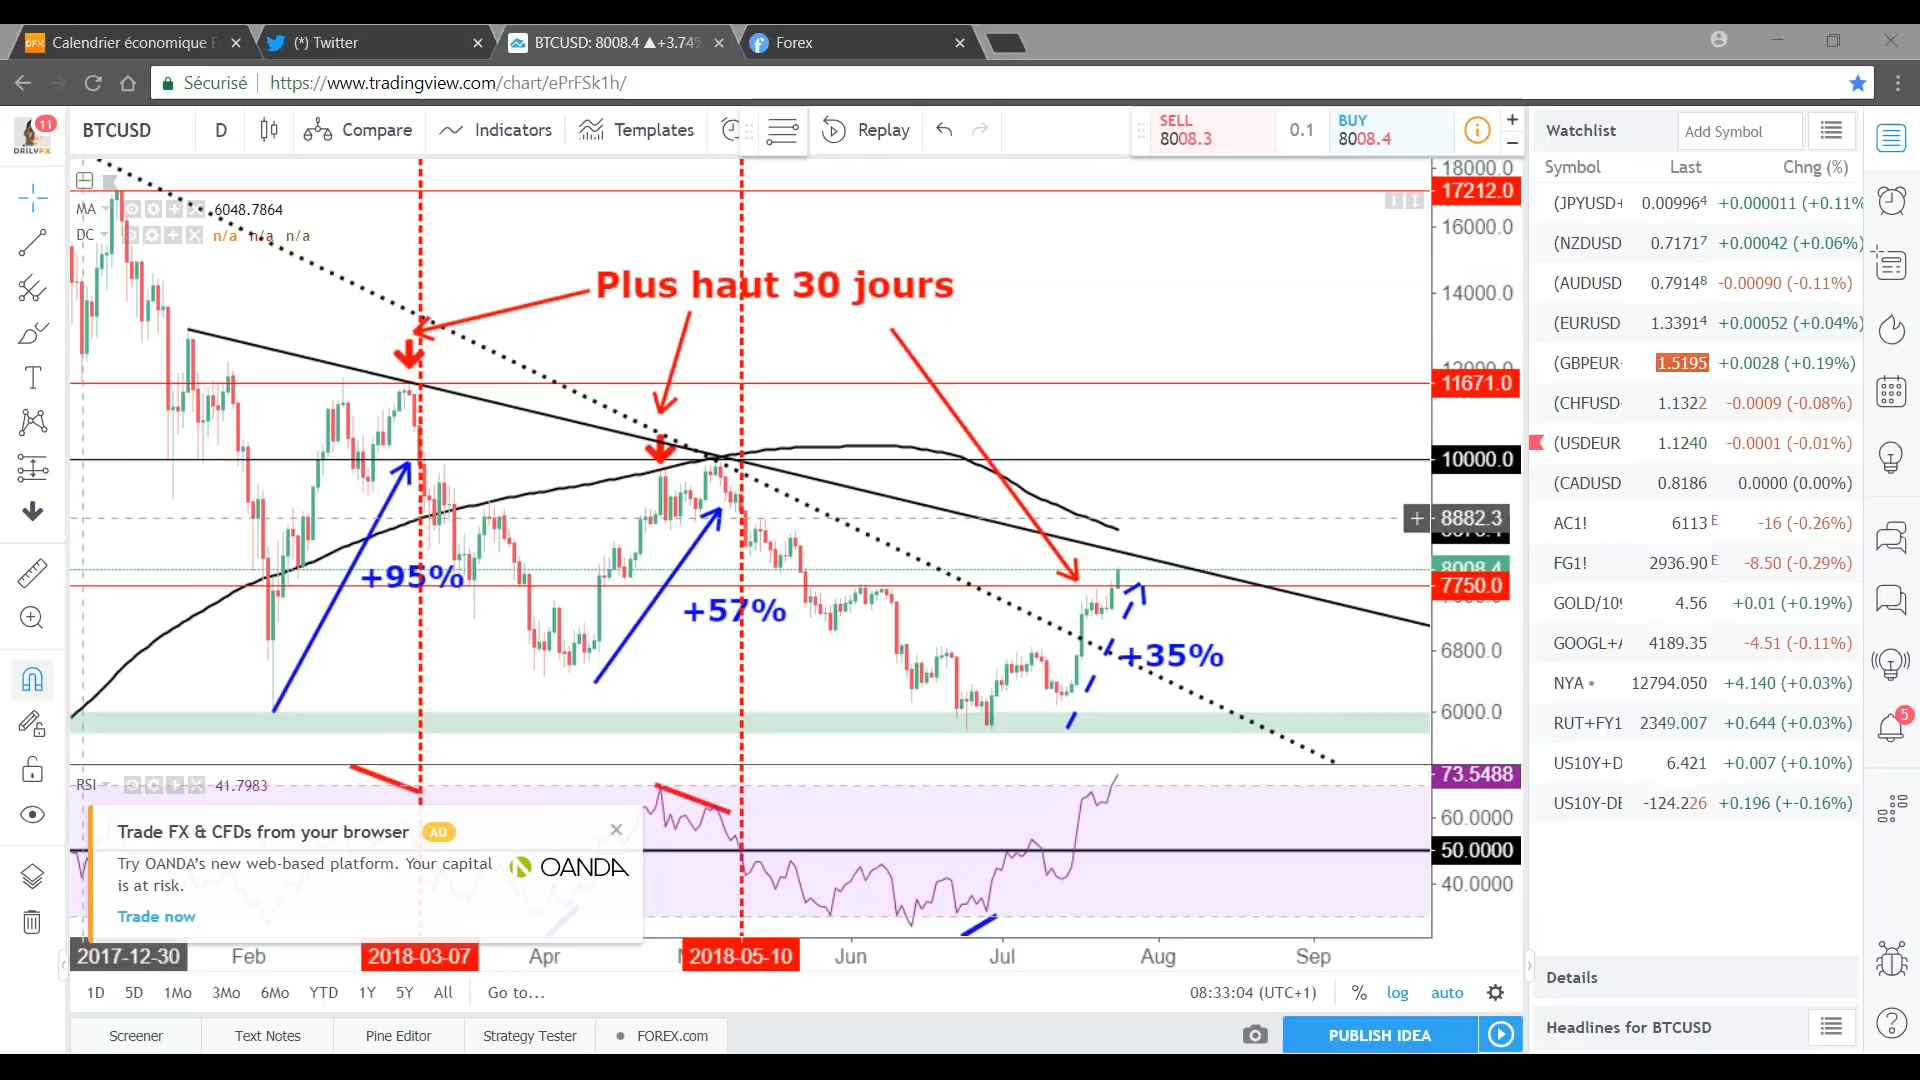 Calendrier économique F
(*) Twitter
BTCUSD: 8008.4 ▲+3.74%
Forex
Sécurisé
https://www.tradingview.com/chart/ePrFSk1h/
11
DAILYFX
BTCUSD
D
Compare
Indicators
Templates
Replay
SELL
8008.3
0.1
BUY
8008.4
MA
6048.7864
DC
n/a n/a n/a
Plus haut 30 jours
+95%
+57%
+35%
18000.0
17212.0
16000.0
14000.0
11671.0
10000.0
8882.3
8008.4
7750.0
6800.0
6000.0
RSI
41.7983
73.5488
60.0000
50.0000
40.0000
Trade FX & CFDs from your browser AD
Try OANDA's new web-based platform. Your capital
is at risk.
OANDA
Trade now
2017-12-30
Feb
2018-03-07
Apr
2018-05-10
Jun
Jul
Aug
Sep
1D 5D 1Mo 3Mo 6Mo YTD 1Y 5Y All Go to...
08:33:04 (UTC+1) % log auto
Screener
Text Notes
Pine Editor
Strategy Tester
FOREX.com
PUBLISH IDEA
Watchlist
Add Symbol
Symbol Last Chng (%)
(JPYUSD+ 0.009964 +0.000011 (+0.11%
(NZDUSD 0.71717 +0.00042 (+0.06%)
(AUDUSD 0.79148 -0.00090 (-0.11%)
(EURUSD 1.33914 +0.00052 (+0.04%)
(GBPEUR 1.5195 +0.0028 (+0.19%)
(CHFUSD 1.1322 -0.0009 (-0.08%)
(USDEUR 1.1240 -0.0001 (-0.01%)
(CADUSD 0.8186 0.0000 (0.00%)
AC1! 6113 E -16 (-0.26%)
FG1! 2936.90 E -8.50 (-0.29%)
GOLD/109 4.56 +0.01 (+0.19%)
GOOGL+A 4189.35 -4.51 (-0.11%)
NYA 12794.050 +4.140 (+0.03%)
RUT+FY1 2349.007 +0.644 (+0.03%)
US10Y+D 6.421 +0.007 (+0.10%)
US10Y-DE -124.226 +0.196 (+-0.16%)
5
Details
Headlines for BTCUSD